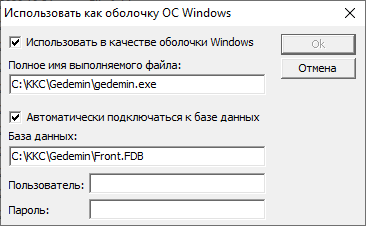 Использовать как оболочку ОС Windows
Использовать в качестве оболочки Windows
Ok
Полное имя выполняемого файла:
Отмена
C:\KKC\Gedemin\gedemin.exe
Автоматически подключаться к базе данных
База данных:
C:\KKC\Gedemin\Front.FDB
Пользователь:
Пароль: